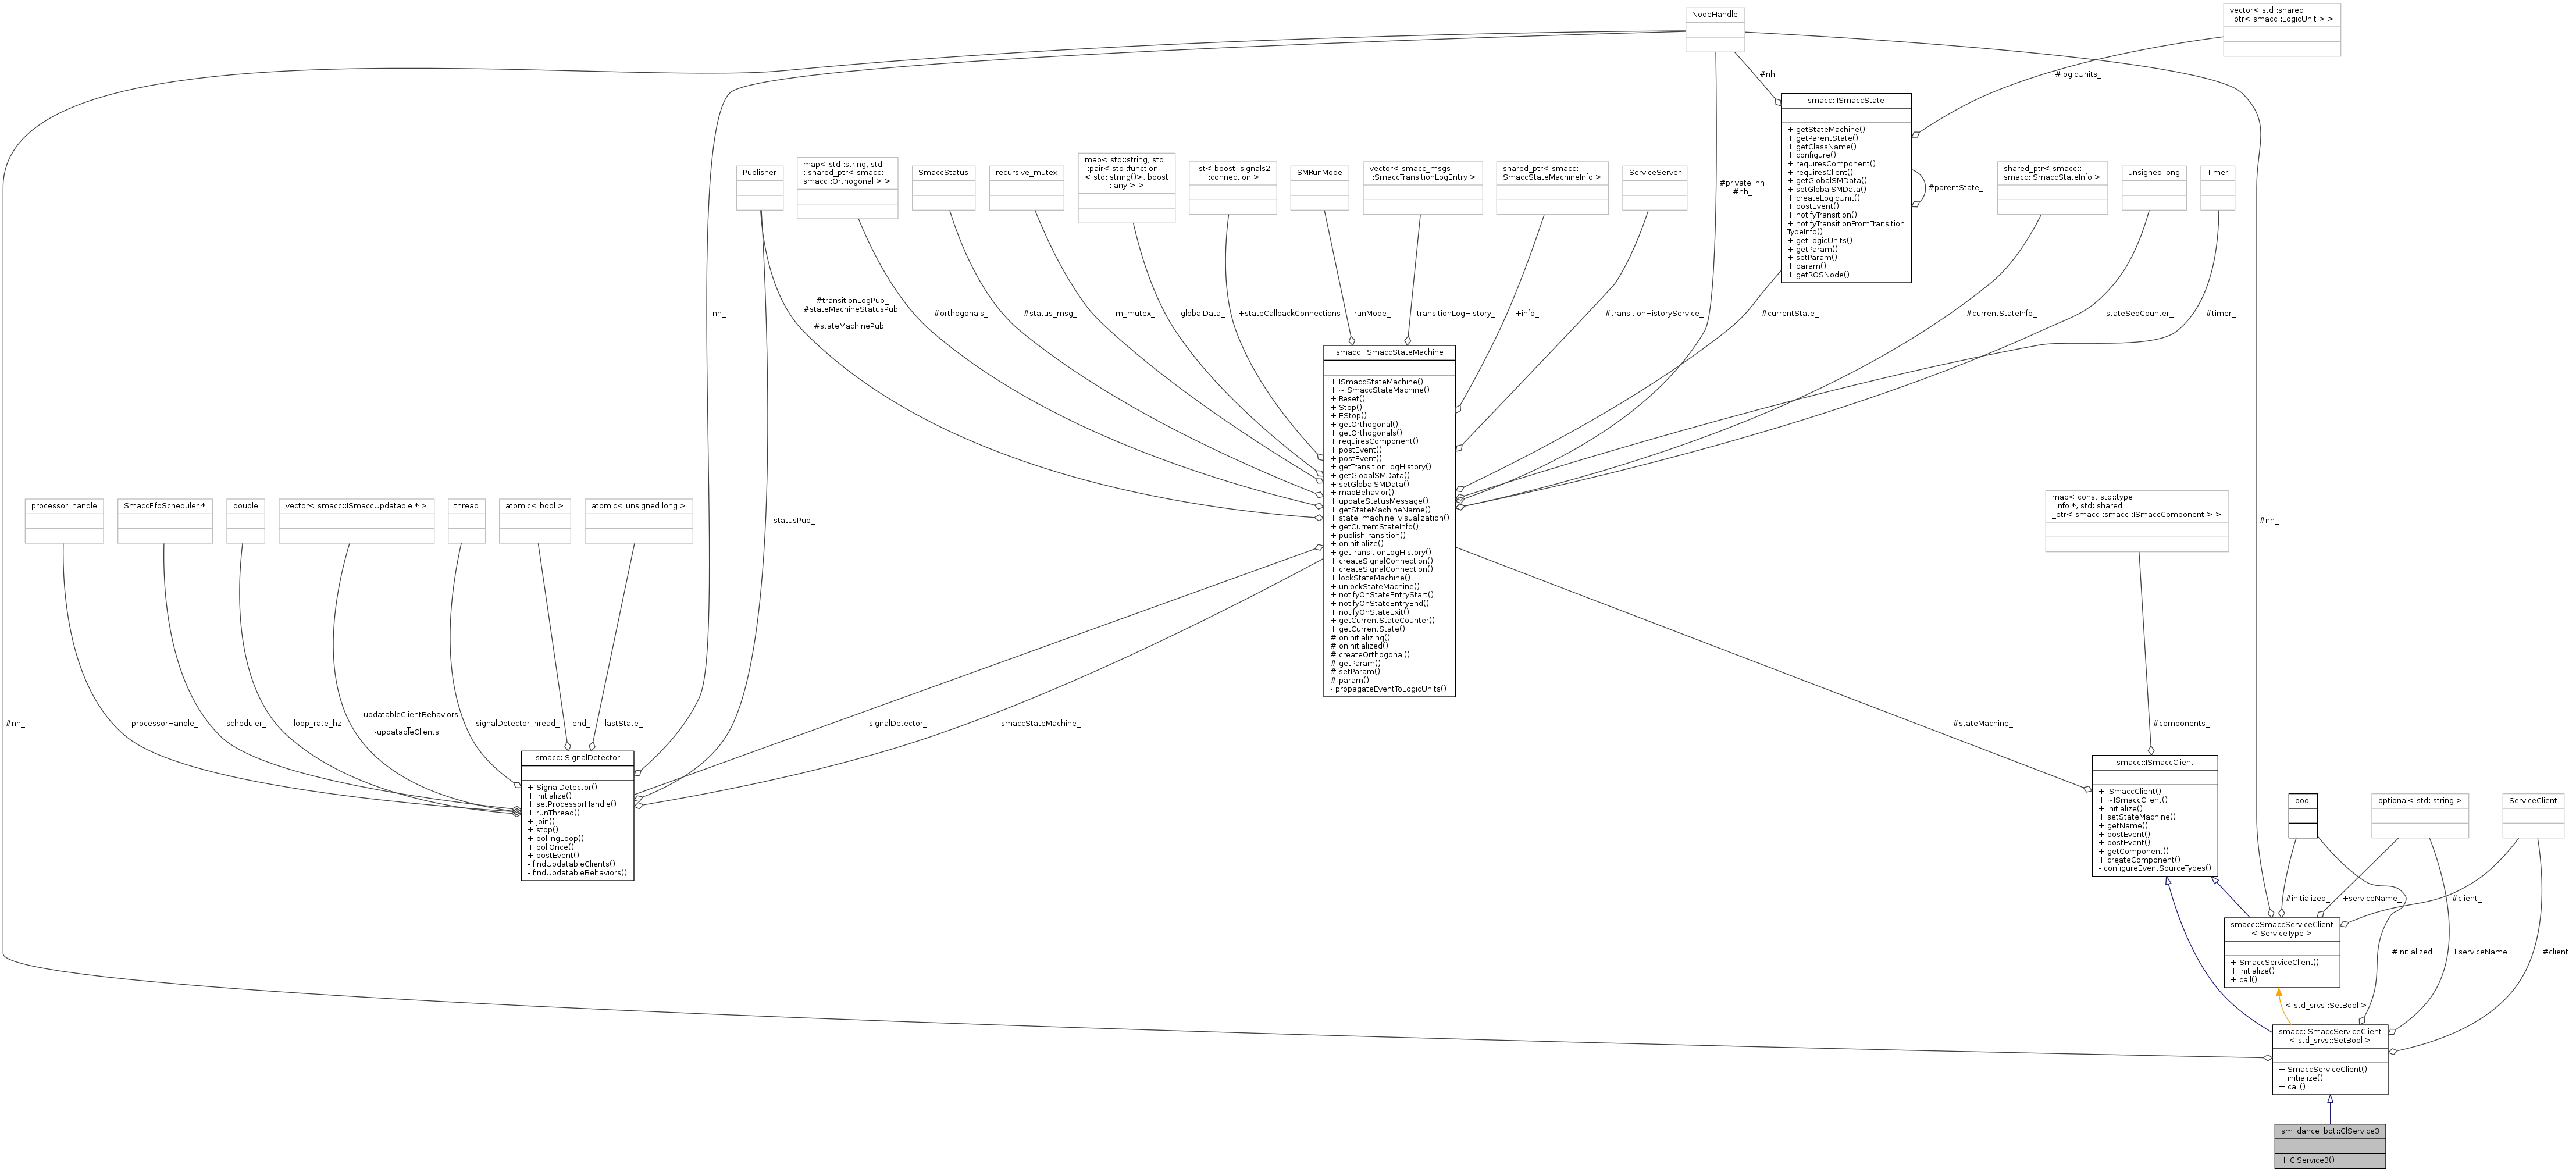 NodeHandle
vector< std::shared
_ptr< smacc::LogicUnit > >
#nh
#logicUnits_
smacc::ISmaccState
+ getStateMachine()
+ getParentState()
+ getClassName()
+ configure()
+ requiresComponent()
+ requiresClient()
+ getGlobalSMData()
+ setGlobalSMData()
+ createLogicUnit()
+ postEvent()
+ notifyTransition()
+ notifyTransitionFromTransition
TypeInfo()
+ getLogicUnits()
+ getParam()
+ setParam()
+ param()
+ getROSNode()
#parentState_
#private_nh_
#nh_
Publisher
map< std::string, std
::shared_ptr< smacc::
smacc::Orthogonal > >
SmaccStatus
recursive_mutex
map< std::string, std
::pair< std::function
< std::string()>, boost
::any > >
list< boost::signals2
::connection >
SMRunMode
vector< smacc_msgs
::SmaccTransitionLogEntry >
shared_ptr< smacc::
SmaccStateMachineInfo >
ServiceServer
shared_ptr< smacc::
smacc::SmaccStateInfo >
unsigned long
Timer
-nh_
#transitionLogPub_
#stateMachineStatusPub
_
#stateMachinePub_
#orthogonals_
#status_msg_
-m_mutex_
-globalData_
+stateCallbackConnections
-runMode_
-transitionLogHistory_
+info_
#transitionHistoryService_
#currentState_
#currentStateInfo_
-stateSeqCounter_
#timer_
smacc::ISmaccStateMachine
+ ISmaccStateMachine()
+ ~ISmaccStateMachine()
+ Reset()
+ Stop()
+ EStop()
+ getOrthogonal()
+ getOrthogonals()
+ requiresComponent()
+ postEvent()
+ postEvent()
+ getTransitionLogHistory()
+ getGlobalSMData()
+ setGlobalSMData()
+ mapBehavior()
+ updateStatusMessage()
+ getStateMachineName()
+ state_machine_visualization()
+ getCurrentStateInfo()
+ publishTransition()
+ onInitialize()
+ getTransitionLogHistory()
+ createSignalConnection()
+ createSignalConnection()
+ lockStateMachine()
+ unlockStateMachine()
+ notifyOnStateEntryStart()
+ notifyOnStateEntryEnd()
+ notifyOnStateExit()
+ getCurrentStateCounter()
+ getCurrentState()
# onInitializing()
# onInitialized()
# createOrthogonal()
# getParam()
# setParam()
# param()
- propagateEventToLogicUnits()
processor_handle
SmaccFifoScheduler *
double
vector< smacc::ISmaccUpdatable * >
thread
atomic< bool >
atomic< unsigned long >
-statusPub_
#nh_
map< const std::type
_info *, std::shared
_ptr< smacc::smacc::ISmaccComponent > >
#nh_
-processorHandle_
-scheduler_
-loop_rate_hz
-updatableClientBehaviors
_
-updatableClients_
-signalDetectorThread_
-end_
-lastState_
-signalDetector_
-smaccStateMachine_
#stateMachine_
#components_
smacc::SignalDetector
+ SignalDetector()
+ initialize()
+ setProcessorHandle()
+ runThread()
+ join()
+ stop()
+ pollingLoop()
+ pollOnce()
+ postEvent()
- findUpdatableClients()
- findUpdatableBehaviors()
smacc::ISmaccClient
+ ISmaccClient()
+ ~ISmaccClient()
+ initialize()
+ setStateMachine()
+ getName()
+ postEvent()
+ postEvent()
+ getComponent()
+ createComponent()
- configureEventSourceTypes()
bool
optional< std::string >
ServiceClient
#initialized_
+serviceName_
#client_
smacc::SmaccServiceClient
< ServiceType >
+ SmaccServiceClient()
+ initialize()
+ call()
#initialized_
+serviceName_
#client_
< std_srvs::SetBool >
smacc::SmaccServiceClient
< std_srvs::SetBool >
+ SmaccServiceClient()
+ initialize()
+ call()
sm_dance_bot::ClService3
+ ClService3()